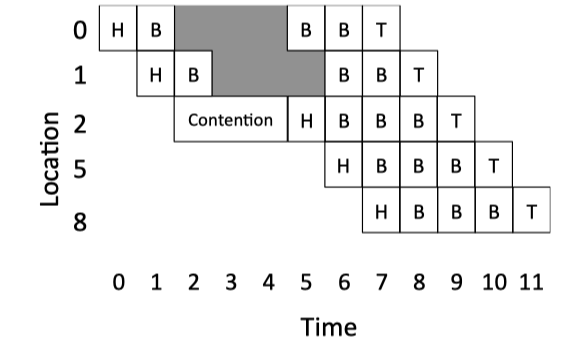 0 H B B B T
1 H B B B T
2 Contention H B B B T
5 H B B B T
8 H B B B T
Location
0 1 2 3 4 5 6 7 8 9 10 11
Time